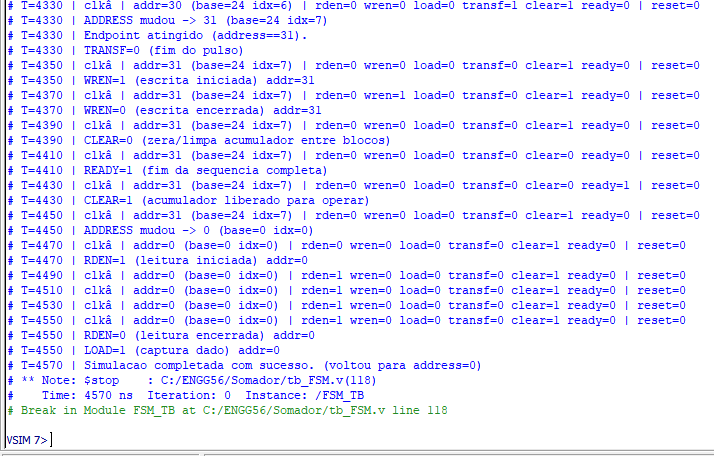 # T=4330 | clkâ | addr=30 (base=24 idx=6) | rden=0 wren=0 load=0 transf=1 clear=1 ready=0 | reset=0
# T=4330 | ADDRESS mudou -> 31 (base=24 idx=7)
# T=4330 | Endpoint atingido (address==31).
# T=4330 | TRANSF=0 (fim do pulso)
# T=4350 | clkâ | addr=31 (base=24 idx=7) | rden=0 wren=0 load=0 transf=0 clear=1 ready=0 | reset=0
# T=4350 | WREN=1 (escrita iniciada) addr=31
# T=4370 | clkâ | addr=31 (base=24 idx=7) | rden=0 wren=1 load=0 transf=0 clear=1 ready=0 | reset=0
# T=4370 | WREN=0 (escrita encerrada) addr=31
# T=4390 | clkâ | addr=31 (base=24 idx=7) | rden=0 wren=0 load=0 transf=0 clear=1 ready=0 | reset=0
# T=4390 | CLEAR=0 (zera/limpa acumulador entre blocos)
# T=4410 | clkâ | addr=31 (base=24 idx=7) | rden=0 wren=0 load=0 transf=0 clear=0 ready=0 | reset=0
# T=4410 | READY=1 (fim da sequencia completa)
# T=4430 | clkâ | addr=31 (base=24 idx=7) | rden=0 wren=0 load=0 transf=0 clear=0 ready=1 | reset=0
# T=4430 | CLEAR=1 (acumulador liberado para operar)
# T=4450 | clkâ | addr=31 (base=24 idx=7) | rden=0 wren=0 load=0 transf=0 clear=1 ready=1 | reset=0
# T=4450 | ADDRESS mudou -> 0 (base=0 idx=0)
# T=4470 | clkâ | addr=0 (base=0 idx=0) | rden=0 wren=0 load=0 transf=0 clear=1 ready=0 | reset=0
# T=4470 | RDEN=1 (leitura iniciada) addr=0
# T=4490 | clkâ | addr=0 (base=0 idx=0) | rden=1 wren=0 load=0 transf=0 clear=1 ready=0 | reset=0
# T=4510 | clkâ | addr=0 (base=0 idx=0) | rden=1 wren=0 load=0 transf=0 clear=1 ready=0 | reset=0
# T=4530 | clkâ | addr=0 (base=0 idx=0) | rden=1 wren=0 load=0 transf=0 clear=1 ready=0 | reset=0
# T=4550 | clkâ | addr=0 (base=0 idx=0) | rden=1 wren=0 load=0 transf=0 clear=1 ready=0 | reset=0
# T=4550 | RDEN=0 (leitura encerrada) addr=0
# T=4550 | LOAD=1 (captura dado) addr=0
# T=4570 | Simulacao completada com sucesso. (voltou para address=0)
# ** Note: $stop    : C:/ENGG56/Somador/tb_FSM.v(118)
#    Time: 4570 ns  Iteration: 0  Instance: /FSM_TB
# Break in Module FSM_TB at C:/ENGG56/Somador/tb_FSM.v line 118
VSIM 7>